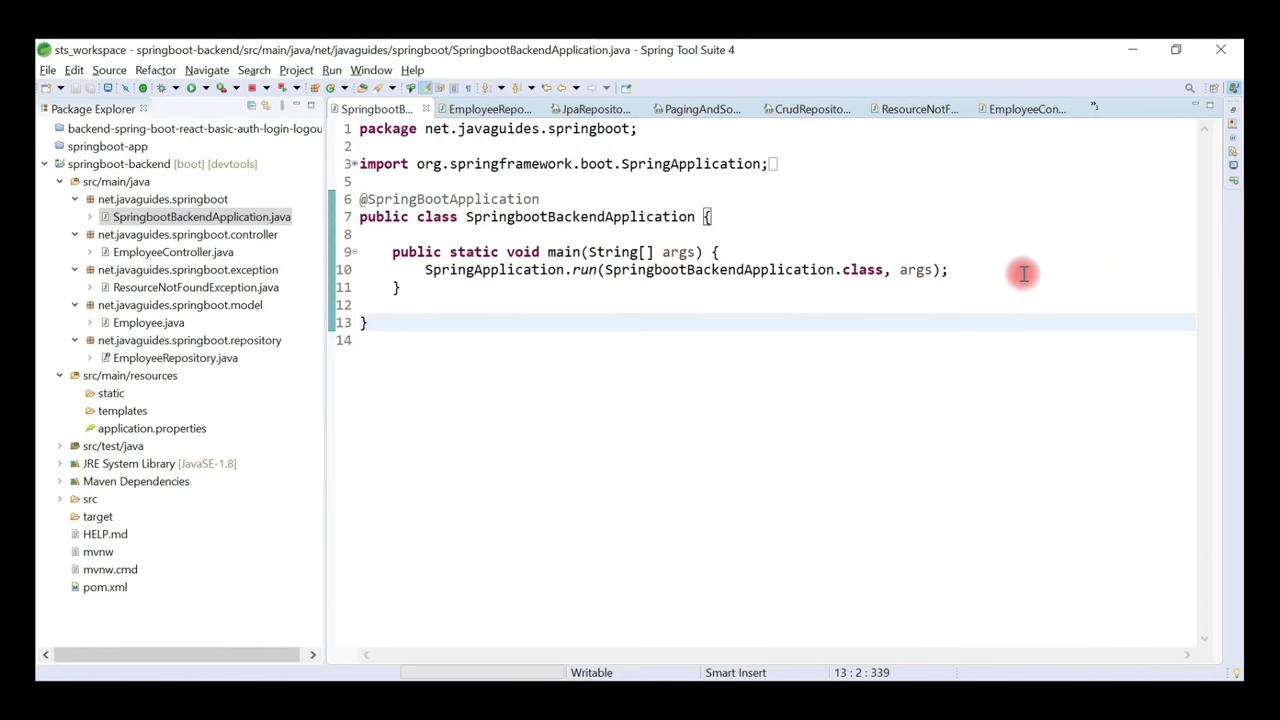 sts_workspace - springboot-backend/src/main/java/net/javaguides/springboot/SpringbootBackendApplication.java - Spring Tool Suite 4
File Edit Source Refactor Navigate Search Project Run Window Help
Package Explorer
SpringbootB... EmployeeRepo... JpaReposito... PagingAndSo... CrudReposito... ResourceNotF... EmployeeCon...
backend-spring-boot-react-basic-auth-login-logou
springboot-app
springboot-backend [boot] [devtools]
src/main/java
net.javaguides.springboot
SpringbootBackendApplication.java
net.javaguides.springboot.controller
EmployeeController.java
net.javaguides.springboot.exception
ResourceNotFoundException.java
net.javaguides.springboot.model
Employee.java
net.javaguides.springboot.repository
EmployeeRepository.java
src/main/resources
static
templates
application.properties
src/test/java
JRE System Library [JavaSE-1.8]
Maven Dependencies
src
target
HELP.md
mvnw
mvnw.cmd
pom.xml
1 package net.javaguides.springboot;
2
3 import org.springframework.boot.SpringApplication;
5
6 @SpringBootApplication
7 public class SpringbootBackendApplication {
8
9 public static void main(String[] args) {
10 SpringApplication.run(SpringbootBackendApplication.class, args);
11 }
12
13 }
14
Writable Smart Insert 13 : 2 : 339